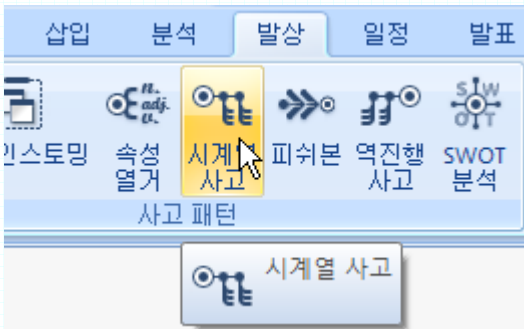 삽입 분석 발상 일정 발표
n.
adj.
v.
S W
O T
인스토밍 속성 시계열 피쉬본 역진행 SWOT
열거 사고 사고 분석
사고 패턴
시계열 사고